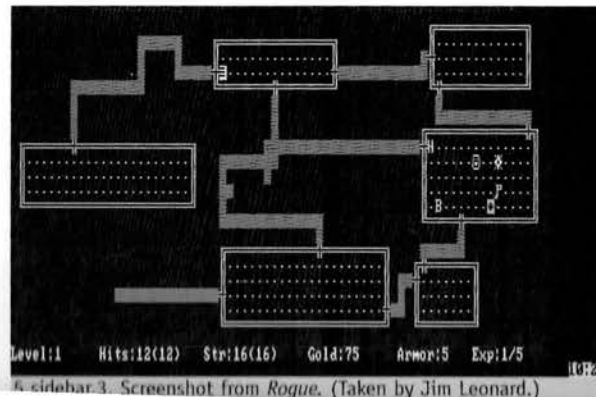 H
B
Level:1 Hits:12(12) Str:16(16) Gold:75 Armor:5 Exp:1/5
sidebar.3. Screenshot from Rogue. (Taken by Jim Leonard.)